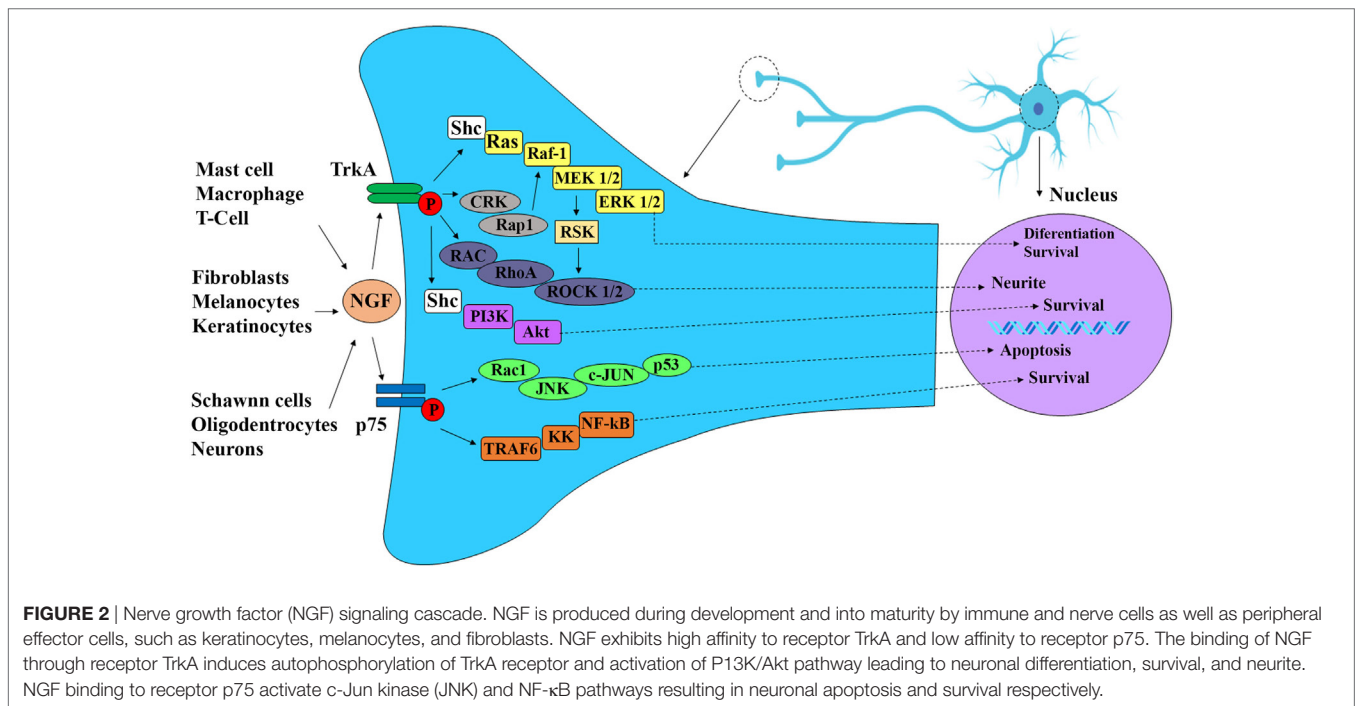 Mast cell
Macrophage
T-Cell
Fibroblasts
Melanocytes
Keratinocytes
Schawnn cells
Oligodentrocytes
Neurons
NGF
TrkA
P
p75
P
Shc
Ras
Raf-1
MEK 1/2
ERK 1/2
CRK
Rap1
RSK
RAC
RhoA
ROCK 1/2
Shc
PI3K
Akt
Rac1
JNK
c-JUN
p53
TRAF6
KK
NF-kB
Nucleus
Diferentiation
Survival
Neurite
Survival
Apoptosis
Survival
FIGURE 2 | Nerve growth factor (NGF) signaling cascade. NGF is produced during development and into maturity by immune and nerve cells as well as peripheral
effector cells, such as keratinocytes, melanocytes, and fibroblasts. NGF exhibits high affinity to receptor TrkA and low affinity to receptor p75. The binding of NGF
through receptor TrkA induces autophosphorylation of TrkA receptor and activation of P13K/Akt pathway leading to neuronal differentiation, survival, and neurite.
NGF binding to receptor p75 activate c-Jun kinase (JNK) and NF-κB pathways resulting in neuronal apoptosis and survival respectively.